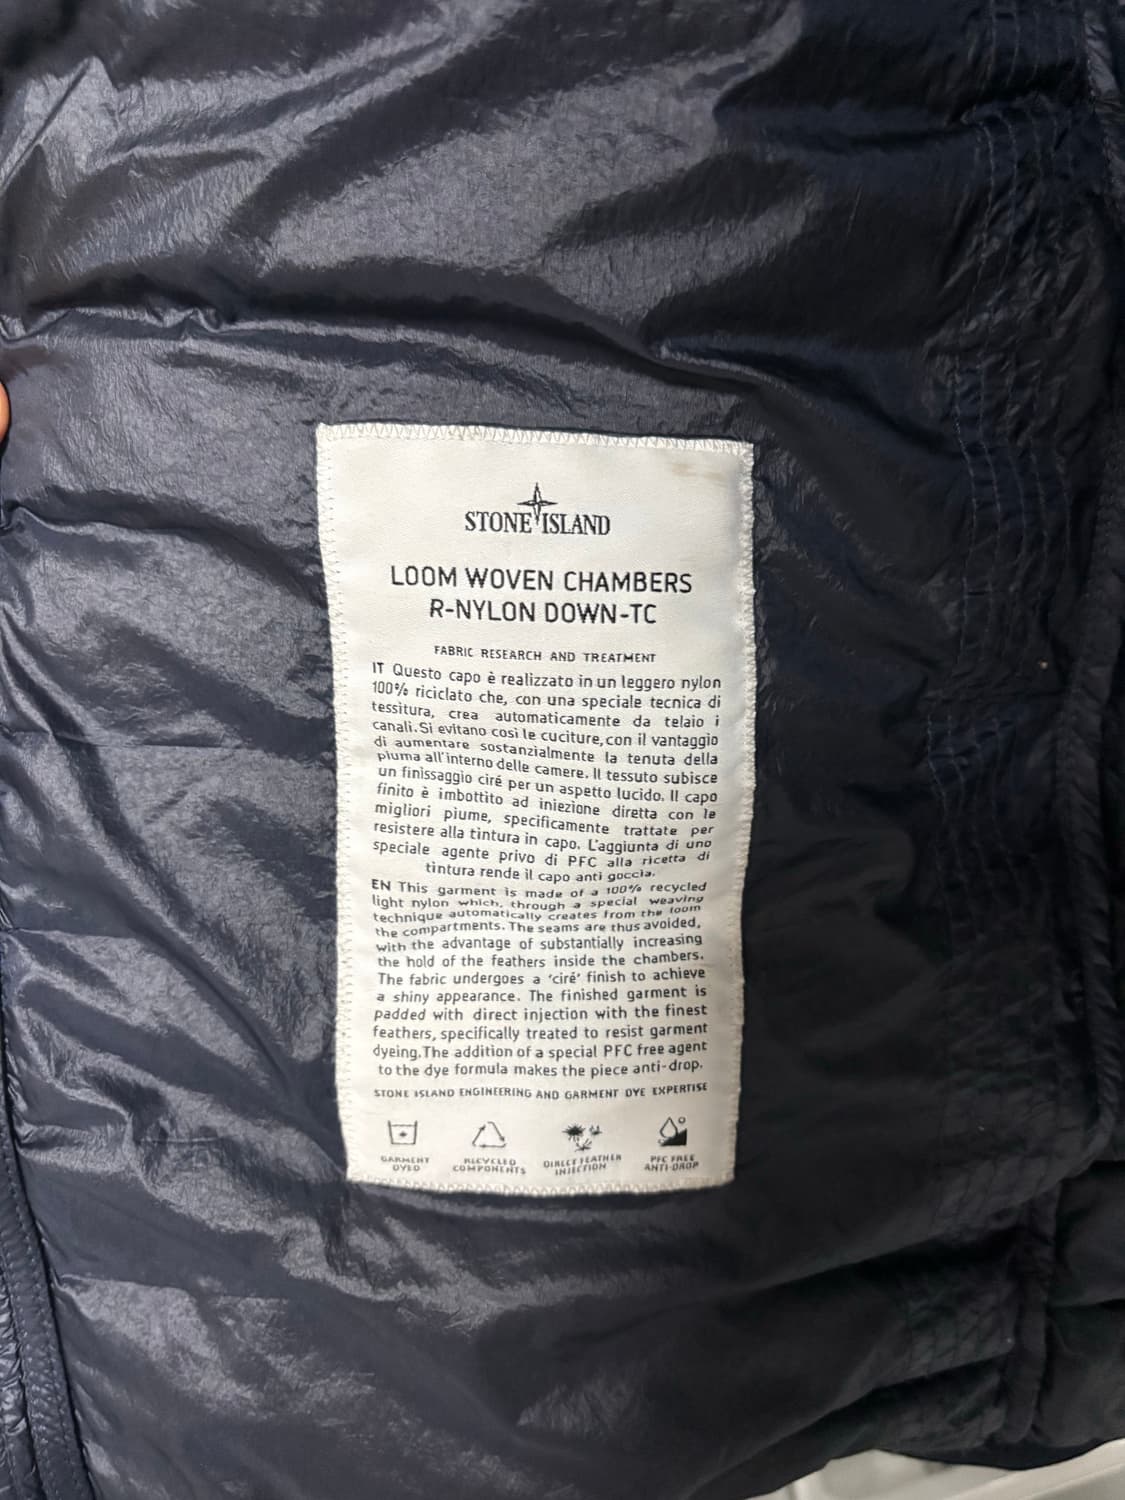 STONE ISLAND
LOOM WOVEN CHAMBERS
R-NYLON DOWN-TC
FABRIC RESEARCH AND TREATMENT
IT Questo capo è realizzato in un leggero nylon
100% riciclato che, con una speciale tecnica di
tessitura, crea automaticamente da telaio i
canali. Si evitano così le cuciture, con il vantaggio
di aumentare sostanzialmente la tenuta della
piuma all'interno delle camere. Il tessuto subisce
un finissaggio ciré per un aspetto lucido. Il capo
finito è imbottito ad iniezione diretta con le
migliori piume, specificamente trattate per
resistere alla tintura in capo. L'aggiunta di uno
speciale agente privo di PFC alla ricetta di
tintura rende il capo anti goccia.
EN This garment is made of a 100% recycled
light nylon which, through a special weaving
technique automatically creates from the loom
the compartments. The seams are thus avoided,
with the advantage of substantially increasing
the hold of the feathers inside the chambers.
The fabric undergoes a 'ciré' finish to achieve
a shiny appearance. The finished garment is
padded with direct injection with the finest
feathers, specifically treated to resist garment
dyeing. The addition of a special PFC free agent
to the dye formula makes the piece anti-drop.
STONE ISLAND ENGINEERING AND GARMENT DYE EXPERTISE
GARMENT DYED
RECYCLED COMPONENTS
DIRECT FEATHER INJECTION
PFC FREE ANTI-DROP